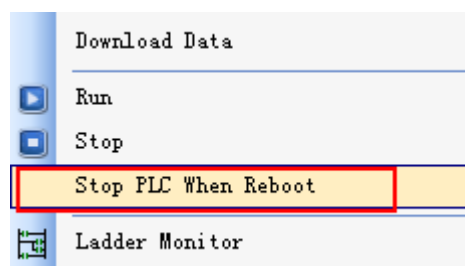 Download Data
Run
Stop
Stop PLC When Reboot
Ladder Monitor